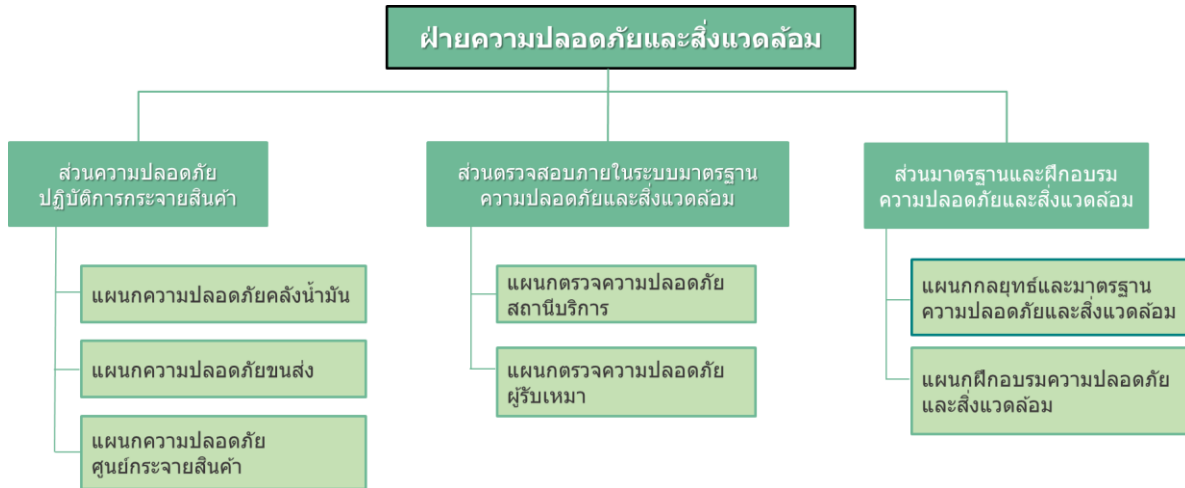 ฝ่ายความปลอดภัยและสิ่งแวดล้อม
ส่วนความปลอดภัย
ปฏิบัติการกระจายสินค้า
แผนกความปลอดภัยคลังน้ำมัน
แผนกความปลอดภัยขนส่ง
แผนกความปลอดภัย
ศูนย์กระจายสินค้า
ส่วนตรวจสอบภายในระบบมาตรฐาน
ความปลอดภัยและสิ่งแวดล้อม
แผนกตรวจความปลอดภัย
สถานีบริการ
แผนกตรวจความปลอดภัย
ผู้รับเหมา
ส่วนมาตรฐานและฝึกอบรม
ความปลอดภัยและสิ่งแวดล้อม
แผนกกลยุทธ์และมาตรฐาน
ความปลอดภัยและสิ่งแวดล้อม
แผนกฝึกอบรมความปลอดภัย
และสิ่งแวดล้อม